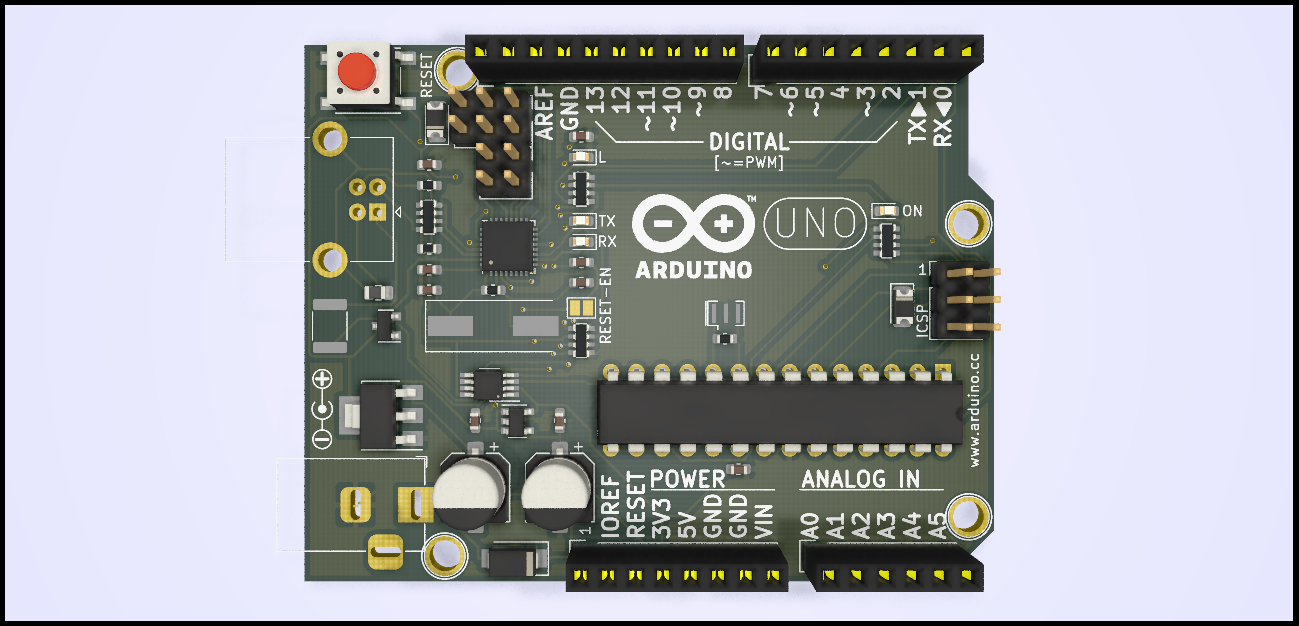 RESET
AREF
GND
13
12
~11
~10
~9
8
7
~6
~5
4
~3
2
TX▶1
RX◀0
DIGITAL
[~=PWM]
L
TX
RX
RESET-EN
™
UNO
ARDUINO
ON
1
ICSP
www.arduino.cc
+
+
1
POWER
IOREF
RESET
3V3
5V
GND
GND
VIN
ANALOG IN
A0
A1
A2
A3
A4
A5